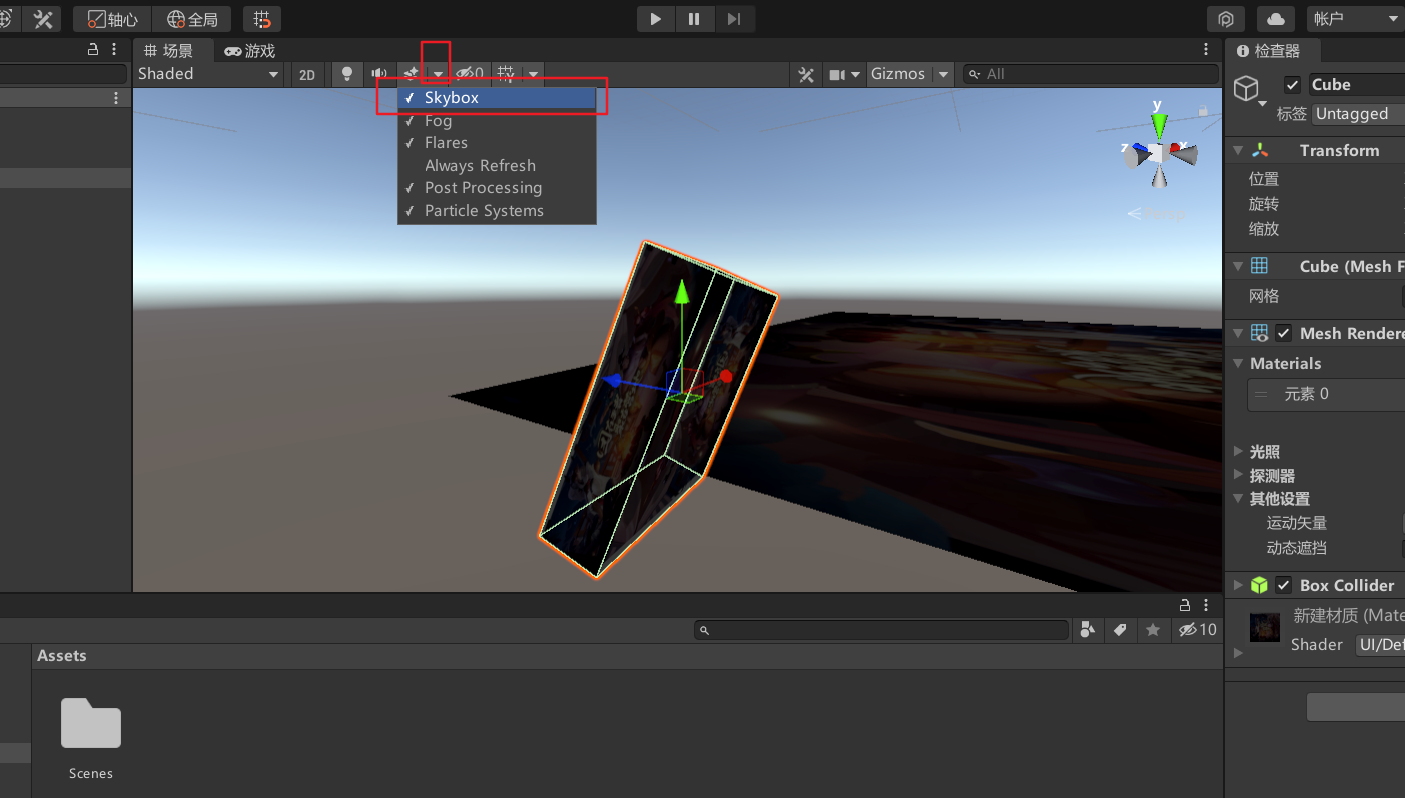 轴心
全局
帐户
场景
游戏
检查器
Shaded
2D
0
Gizmos
All
Skybox
Fog
Flares
Always Refresh
Post Processing
Particle Systems
y
z
x
Persp
Cube
标签 Untagged
Transform
位置
旋转
缩放
Cube (Mesh F
网格
Mesh Rendere
Materials
元素 0
光照
探测器
其他设置
运动矢量
动态遮挡
Box Collider
新建材质 (Mate
Shader UI/Def
10
Assets
Scenes